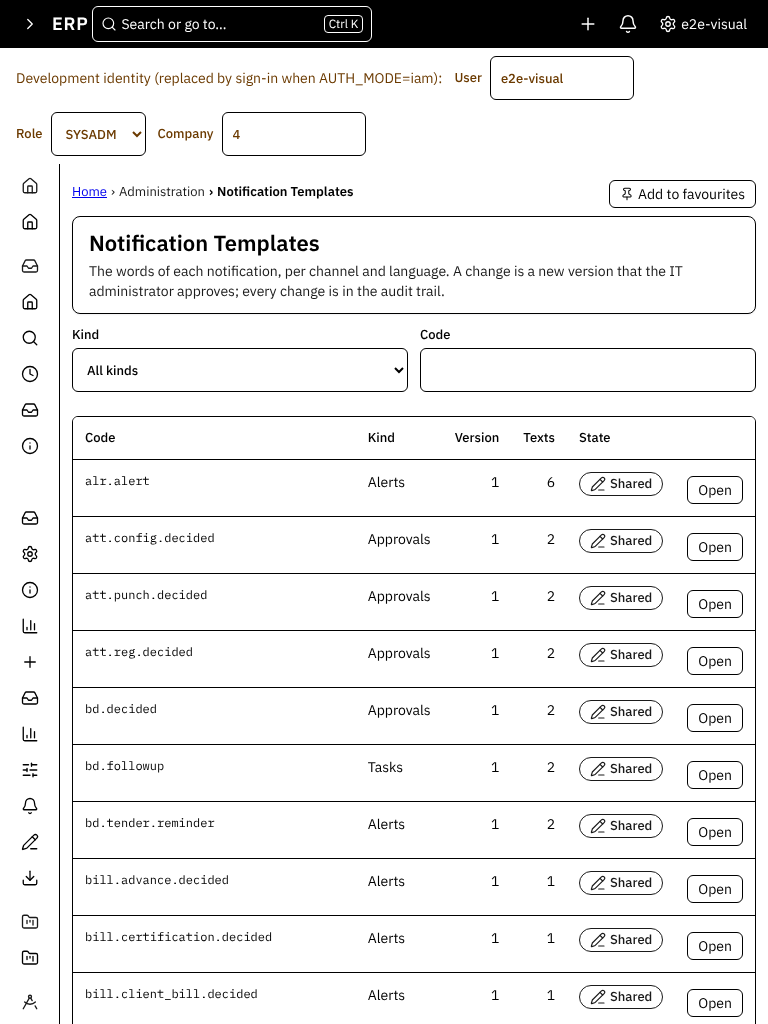 ERP
Search or go to...
Ctrl K
e2e-visual
Development identity (replaced by sign-in when AUTH_MODE=iam):
User
e2e-visual
Role
SYSADM
Company
4
Home › Administration › Notification Templates
Add to favourites
Notification Templates
The words of each notification, per channel and language. A change is a new version that the IT
administrator approves; every change is in the audit trail.
Kind
Code
All kinds
Code Kind Version Texts State
alr.alert Alerts 1 6 Shared Open
att.config.decided Approvals 1 2 Shared Open
att.punch.decided Approvals 1 2 Shared Open
att.reg.decided Approvals 1 2 Shared Open
bd.decided Approvals 1 2 Shared Open
bd.followup Tasks 1 2 Shared Open
bd.tender.reminder Alerts 1 2 Shared Open
bill.advance.decided Alerts 1 1 Shared Open
bill.certification.decided Alerts 1 1 Shared Open
bill.client_bill.decided Alerts 1 1 Shared Open